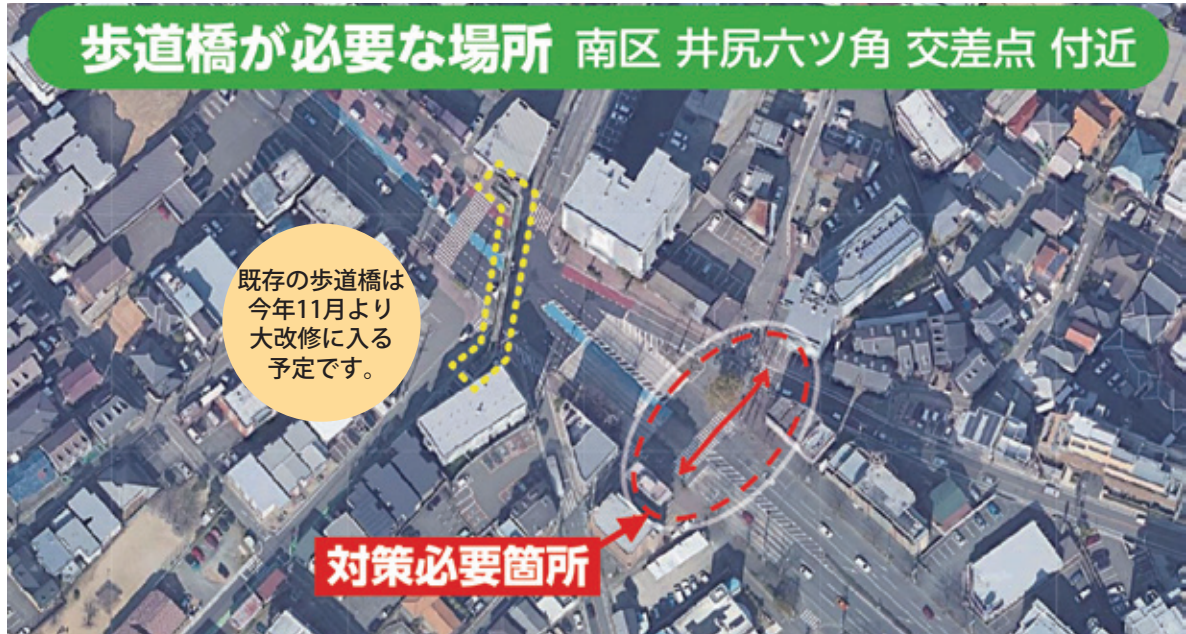 歩道橋が必要な場所 南区 井尻六ツ角 交差点 付近
既存の歩道橋は
今年11月より
大改修に入る
予定です。
対策必要箇所